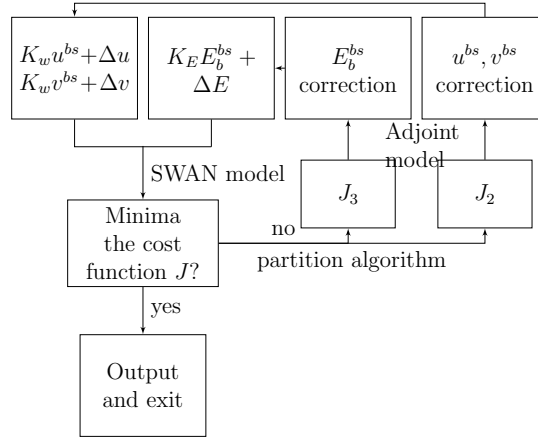 K_w u^{bs}+Δu
K_w v^{bs}+Δv
K_E E_b^{bs} +
ΔE
E_b^{bs}
correction
u^{bs}, v^{bs}
correction
Adjoint
model
SWAN model
J_3
J_2
Minima
the cost
function J?
no
partition algorithm
yes
Output
and exit